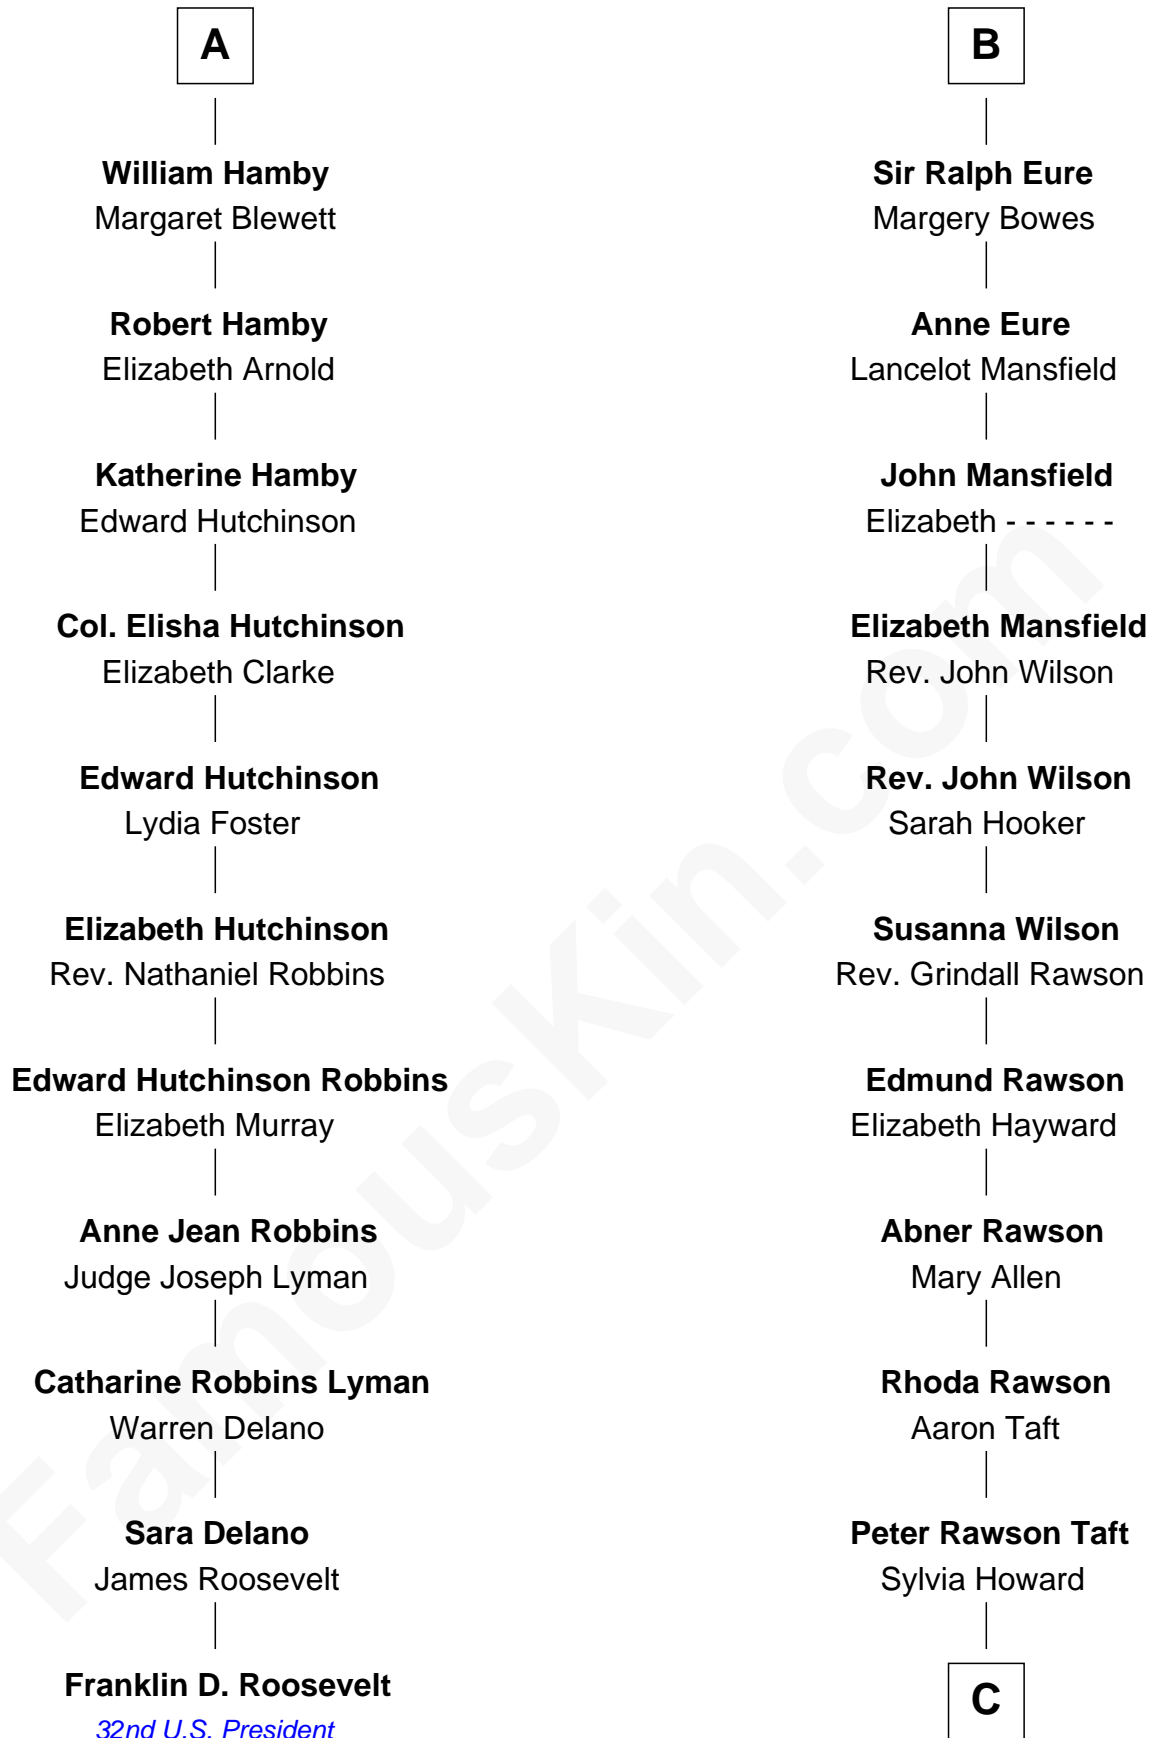 A
William Hamby
Margaret Blewett
Robert Hamby
Elizabeth Arnold
Katherine Hamby
Edward Hutchinson
Col. Elisha Hutchinson
Elizabeth Clarke
Edward Hutchinson
Lydia Foster
Elizabeth Hutchinson
Rev. Nathaniel Robbins
Edward Hutchinson Robbins
Elizabeth Murray
Anne Jean Robbins
Judge Joseph Lyman
Catharine Robbins Lyman
Warren Delano
Sara Delano
James Roosevelt
Franklin D. Roosevelt
32nd U.S. President
B
Sir Ralph Eure
Margery Bowes
Anne Eure
Lancelot Mansfield
John Mansfield
Elizabeth - - - - - -
Elizabeth Mansfield
Rev. John Wilson
Rev. John Wilson
Sarah Hooker
Susanna Wilson
Rev. Grindall Rawson
Edmund Rawson
Elizabeth Hayward
Abner Rawson
Mary Allen
Rhoda Rawson
Aaron Taft
Peter Rawson Taft
Sylvia Howard
C
FamousKin.com